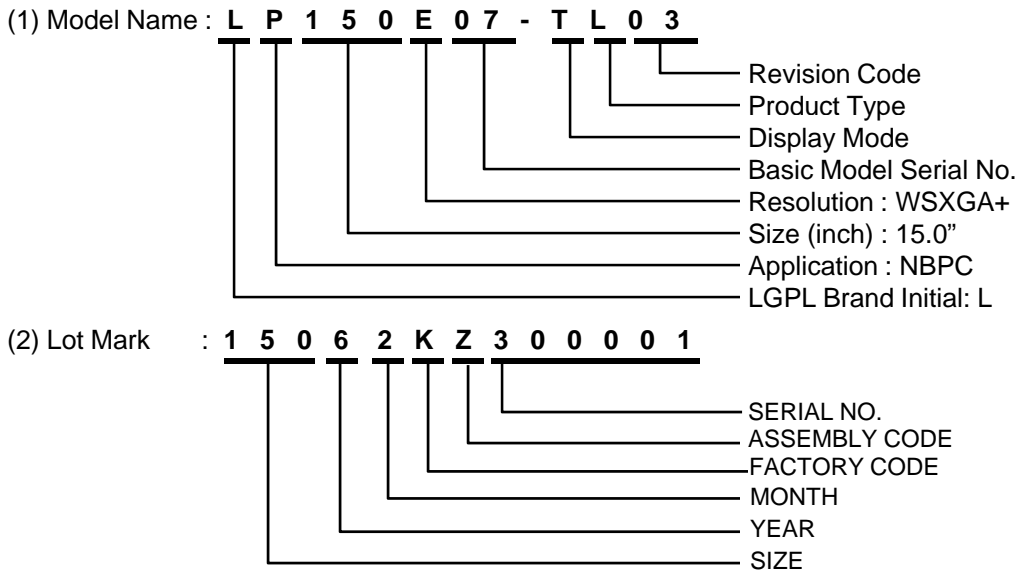 (1) Model Name : L P 1 5 0 E 0 7 - T L 0 3
Revision Code
Product Type
Display Mode
Basic Model Serial No.
Resolution : WSXGA+
Size (inch) : 15.0”
Application : NBPC
LGPL Brand Initial: L
(2) Lot Mark : 1 5 0 6 2 K Z 3 0 0 0 0 1
SERIAL NO.
ASSEMBLY CODE
FACTORY CODE
MONTH
YEAR
SIZE